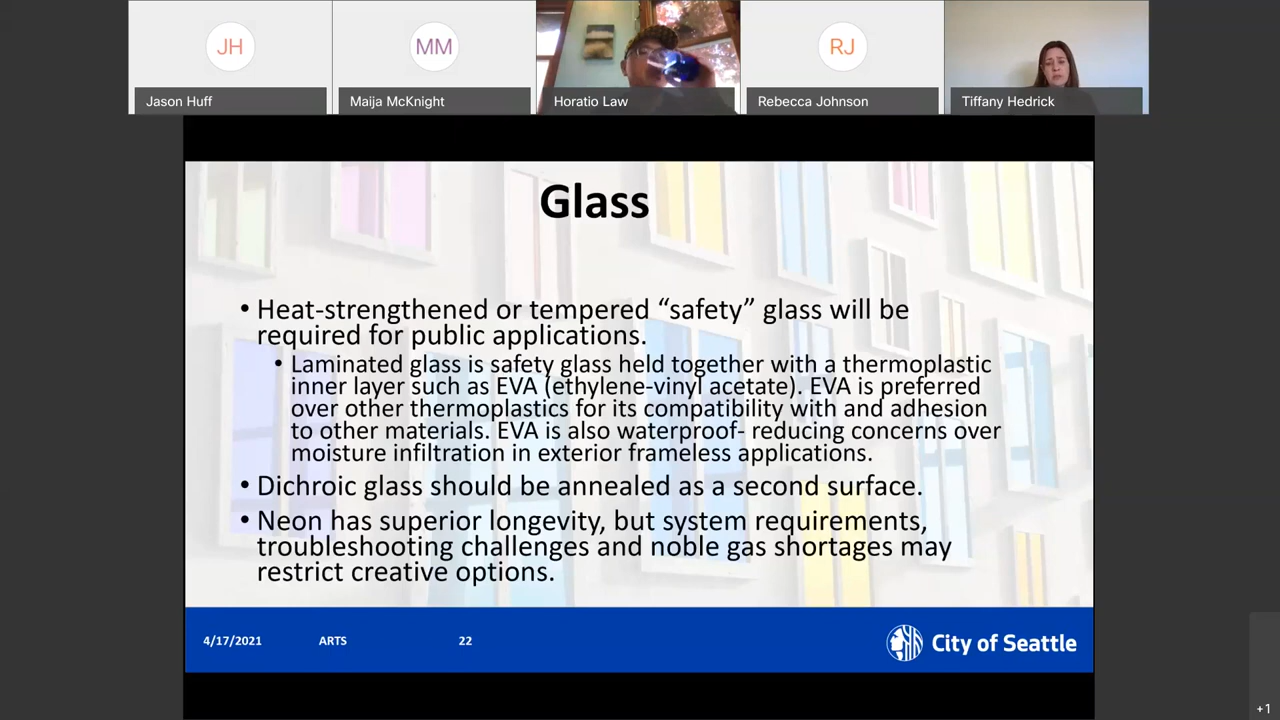 JH
MM
RJ
Jason Huff
Maija McKnight
Horatio Law
Rebecca Johnson
Tiffany Hedrick
Glass
• Heat-strengthened or tempered “safety” glass will be
required for public applications.
• Laminated glass is safety glass held together with a thermoplastic
inner layer such as EVA (ethylene-vinyl acetate). EVA is preferred
over other thermoplastics for its compatibility with and adhesion
to other materials. EVA is also waterproof- reducing concerns over
moisture infiltration in exterior frameless applications.
• Dichroic glass should be annealed as a second surface.
• Neon has superior longevity, but system requirements,
troubleshooting challenges and noble gas shortages may
restrict creative options.
4/17/2021 ARTS 22
City of Seattle
+1